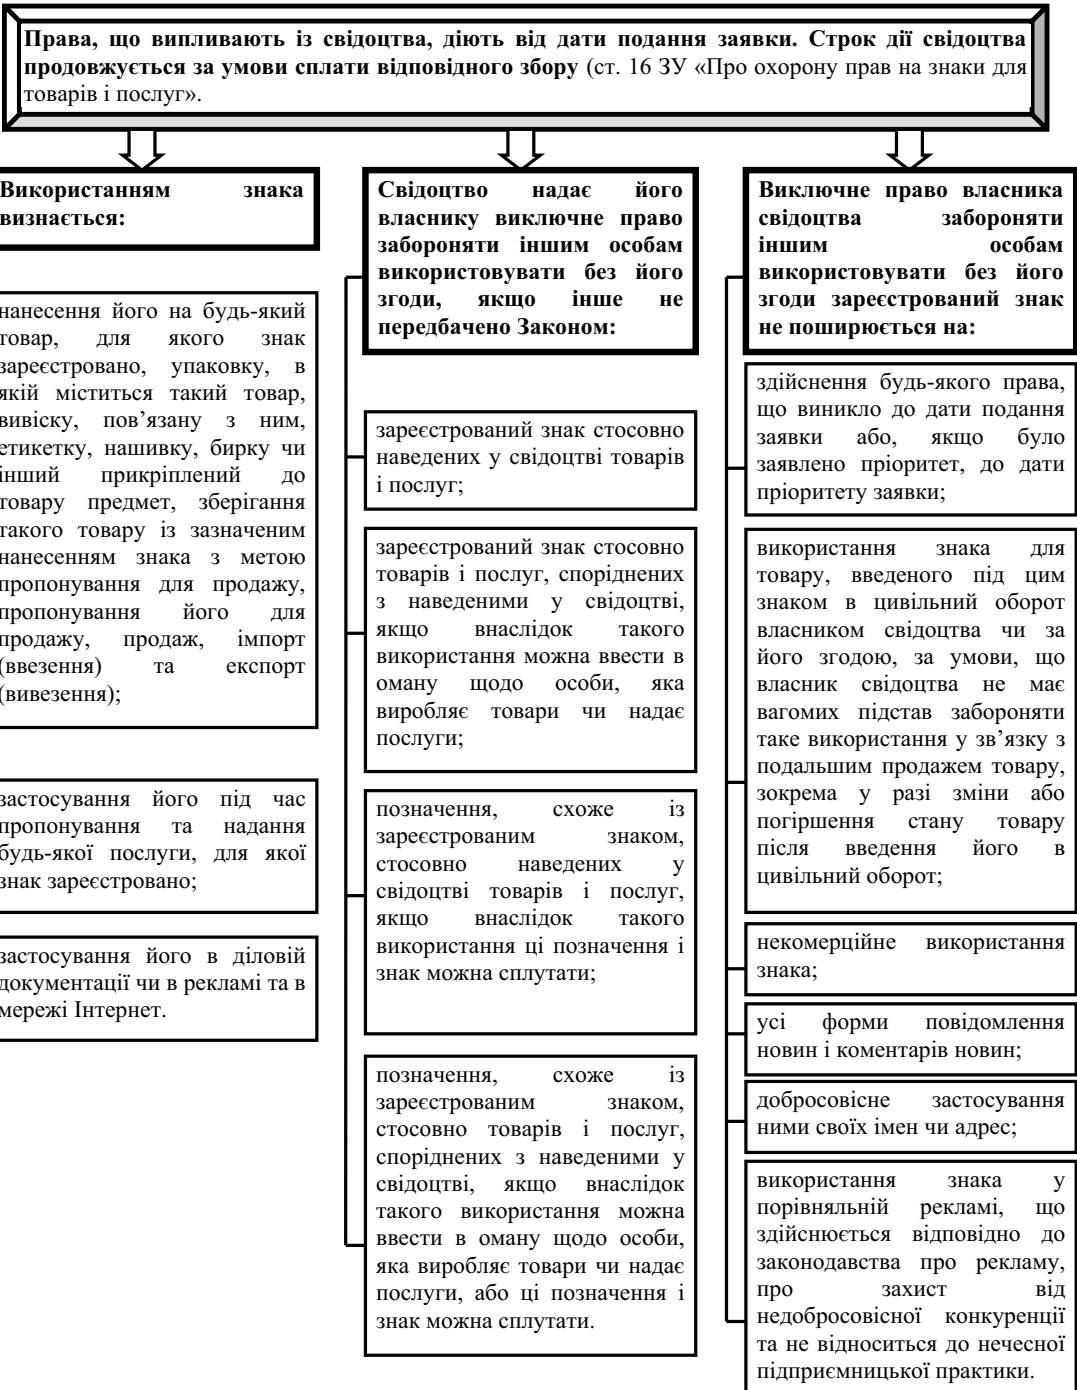 Права, що випливають із свідоцтва, діють від дати подання заявки. Строк дії свідоцтва
продовжується за умови сплати відповідного збору (ст. 16 ЗУ «Про охорону прав на знаки для
товарів і послуг».
Використанням знака
визнається:
нанесення його на будь-який
товар, для якого знак
зареєстровано, упаковку, в
якій міститься такий товар,
вивіску, пов’язану з ним,
етикетку, нашивку, бирку чи
інший прикріплений до
товару предмет, зберігання
такого товару із зазначеним
нанесенням знака з метою
пропонування для продажу,
пропонування його для
продажу, продаж, імпорт
(ввезення) та експорт
(вивезення);
застосування його під час
пропонування та надання
будь-якої послуги, для якої
знак зареєстровано;
застосування його в діловій
документації чи в рекламі та в
мережі Інтернет.
Свідоцтво надає його
власнику виключне право
забороняти іншим особам
використовувати без його
згоди, якщо інше не
передбачено Законом:
зареєстрований знак стосовно
наведених у свідоцтві товарів
і послуг;
зареєстрований знак стосовно
товарів і послуг, споріднених
з наведеними у свідоцтві,
якщо внаслідок такого
використання можна ввести в
оману щодо особи, яка
виробляє товари чи надає
послуги;
позначення, схоже із
зареєстрованим знаком,
стосовно наведених у
свідоцтві товарів і послуг,
якщо внаслідок такого
використання ці позначення і
знак можна сплутати;
позначення, схоже із
зареєстрованим знаком,
стосовно товарів і послуг,
споріднених з наведеними у
свідоцтві, якщо внаслідок
такого використання можна
ввести в оману щодо особи,
яка виробляє товари чи надає
послуги, або ці позначення і
знак можна сплутати.
Виключне право власника
свідоцтва забороняти
іншим особам
використовувати без його
згоди зареєстрований знак
не поширюється на:
здійснення будь-якого права,
що виникло до дати подання
заявки або, якщо було
заявлено пріоритет, до дати
пріоритету заявки;
використання знака для
товару, введеного під цим
знаком в цивільний оборот
власником свідоцтва чи за
його згодою, за умови, що
власник свідоцтва не має
вагомих підстав забороняти
таке використання у зв’язку з
подальшим продажем товару,
зокрема у разі зміни або
погіршення стану товару
після введення його в
цивільний оборот;
некомерційне використання
знака;
усі форми повідомлення
новин і коментарів новин;
добросовісне застосування
ними своїх імен чи адрес;
використання знака у
порівняльній рекламі, що
здійснюється відповідно до
законодавства про рекламу,
про захист від
недобросовісної конкуренції
та не відноситься до нечесної
підприємницької практики.